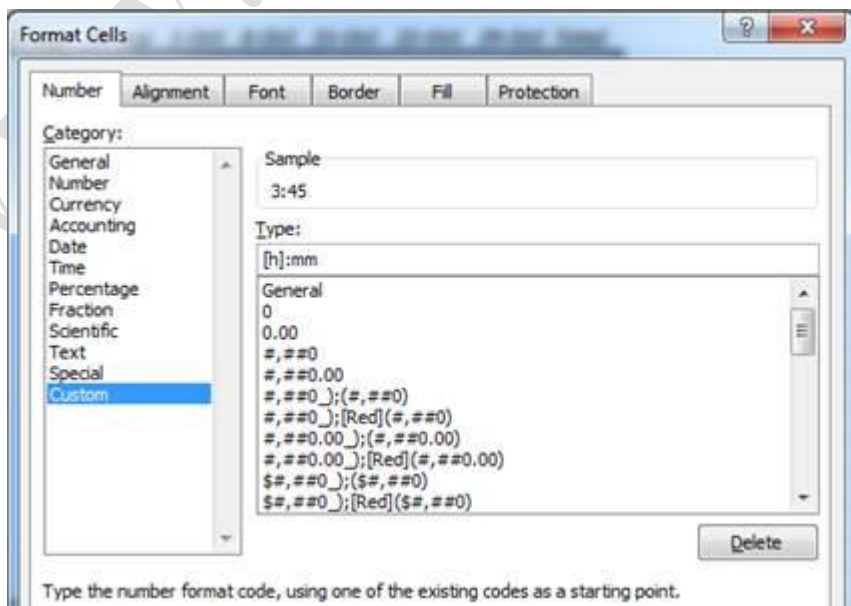 Format Cells
Number Alignment Font Border Fill Protection
Category:
General
Number
Currency
Accounting
Date
Time
Percentage
Fraction
Scientific
Text
Special
Custom
Sample
3:45
Type:
[h]:mm
General
0
0.00
#,##0
#,##0.00
#,##0_);(#,##0)
#,##0_);[Red](#,##0)
#,##0.00_);(#,##0.00)
#,##0.00_);[Red](#,##0.00)
$#,##0_);($#,##0)
$#,##0_);[Red]($#,##0)
Delete
Type the number format code, using one of the existing codes as a starting point.